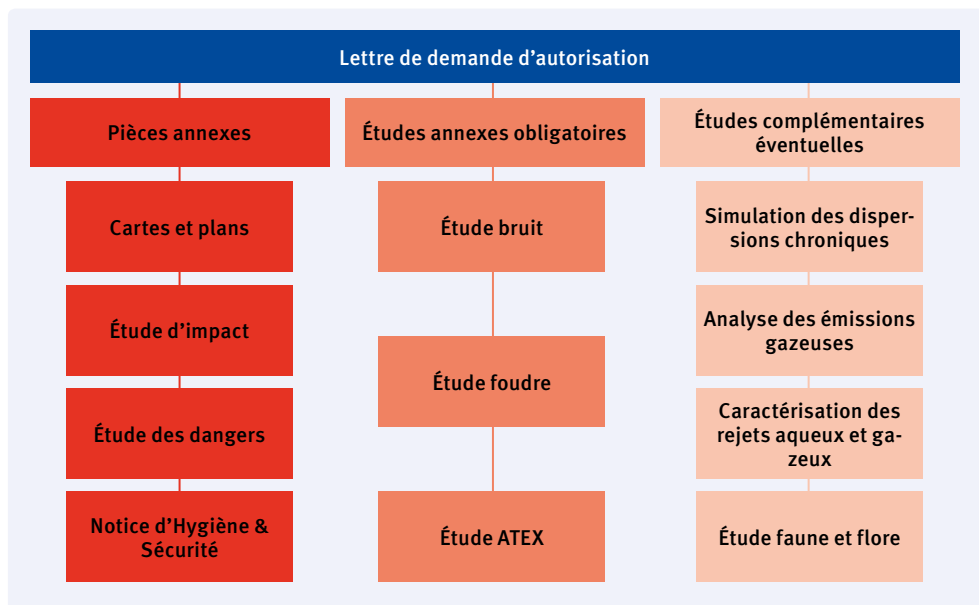 Lettre de demande d'autorisation
Pièces annexes
Cartes et plans
Étude d'impact
Étude des dangers
Notice d'Hygiène &
Sécurité
Études annexes obligatoires
Étude bruit
Étude foudre
Étude ATEX
Études complémentaires
éventuelles
Simulation des disper-
sions chroniques
Analyse des émissions
gazeuses
Caractérisation des
rejets aqueux et ga-
zeux
Étude faune et flore